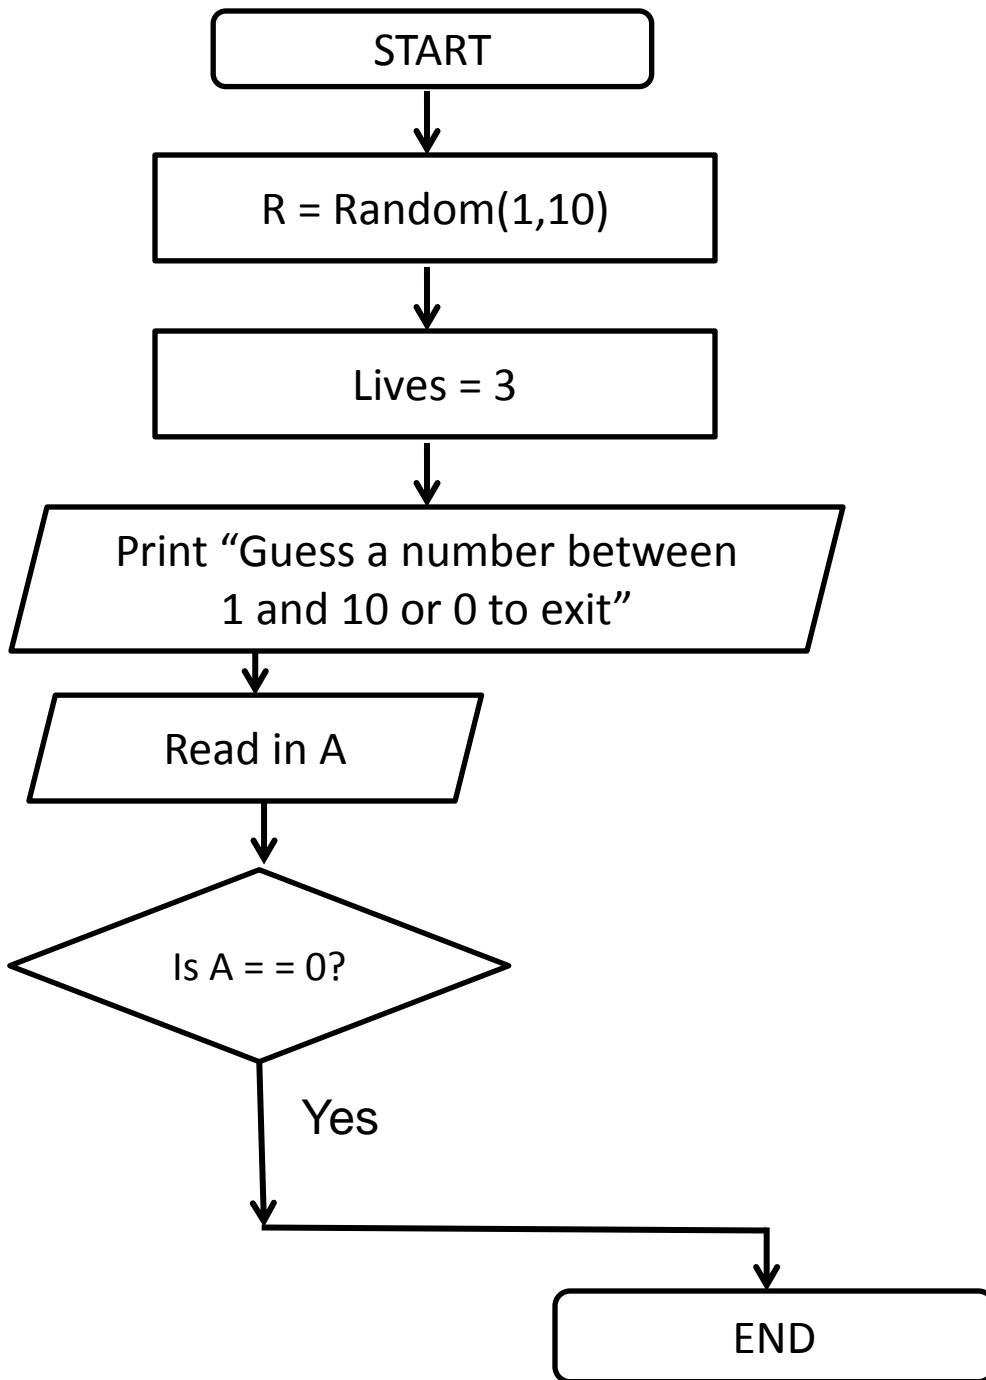 START
R = Random(1,10)
Lives = 3
Print “Guess a number between
1 and 10 or 0 to exit”
Read in A
Is A = = 0?
Yes
END